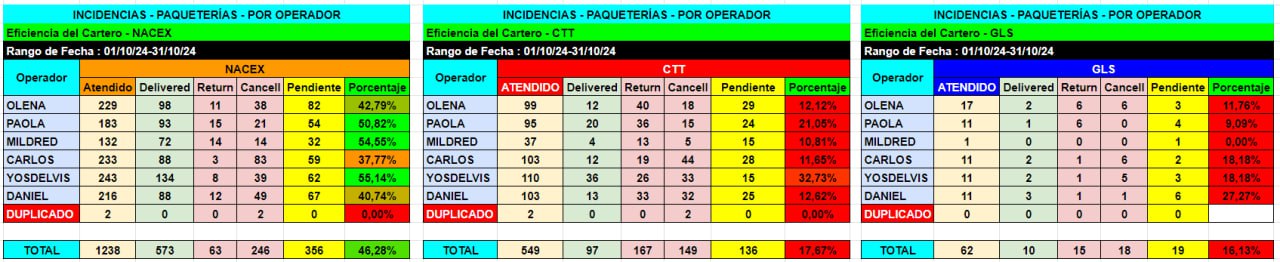 INCIDENCIAS - PAQUETERÍAS - POR OPERADOR
Eficiencia del Cartero - NACEX
Rango de Fecha : 01/10/24-31/10/24
Operador NACEX
Atendido Delivered Return Cancell Pendiente Porcentaje
OLENA 229 98 11 38 82 42,79%
PAOLA 183 93 15 21 54 50,82%
MILDRED 132 72 14 14 32 54,55%
CARLOS 233 88 3 83 59 37,77%
YOSDELVIS 243 134 8 39 62 55,14%
DANIEL 216 88 12 49 67 40,74%
DUPLICADO 2 0 0 2 0 0,00%
TOTAL 1238 573 63 246 356 46,28%
INCIDENCIAS - PAQUETERÍAS - POR OPERADOR
Eficiencia del Cartero - CTT
Rango de Fecha : 01/10/24-31/10/24
Operador CTT
ATENDIDO Delivered Return Cancell Pendiente Porcentaje
OLENA 99 12 40 18 29 12,12%
PAOLA 95 20 36 15 24 21,05%
MILDRED 37 4 13 5 15 10,81%
CARLOS 103 12 19 44 28 11,65%
YOSDELVIS 110 36 26 33 15 32,73%
DANIEL 103 13 33 32 25 12,62%
DUPLICADO 2 0 0 2 0 0,00%
TOTAL 549 97 167 149 136 17,67%
INCIDENCIAS - PAQUETERÍAS - POR OPERADOR
Eficiencia del Cartero - GLS
Rango de Fecha : 01/10/24-31/10/24
Operador GLS
ATENDIDO Delivered Return Cancell Pendiente Porcentaje
OLENA 17 2 6 6 3 11,76%
PAOLA 11 1 6 0 4 9,09%
MILDRED 1 0 0 0 1 0,00%
CARLOS 11 2 1 6 2 18,18%
YOSDELVIS 11 2 1 5 3 18,18%
DANIEL 11 3 1 1 6 27,27%
DUPLICADO 0 0 0 0 0
TOTAL 62 10 15 18 19 16,13%